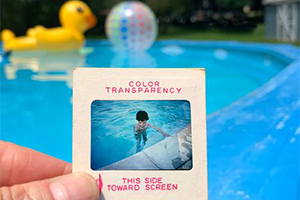 COLOR
TRANSPARENCY
THIS SIDE
TOWARD SCREEN